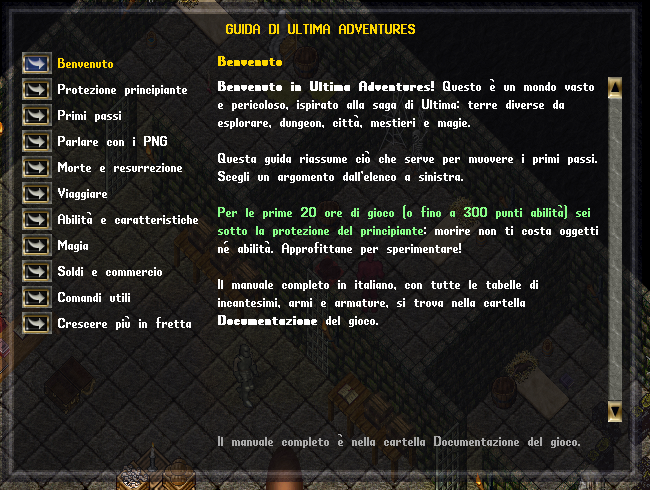 GUIDA DI ULTIMA ADVENTURES
Benvenuto
Protezione principiante
Primi passi
Parlare con i PNG
Morte e resurrezione
Viaggiare
Abilità e caratteristiche
Magia
Soldi e commercio
Comandi utili
Crescere più in fretta
Benvenuto
Benvenuto in Ultima Adventures! Questo è un mondo vasto
e pericoloso, ispirato alla saga di Ultima: terre diverse da
esplorare, dungeon, città, mestieri e magie.
Questa guida riassume ciò che serve per muovere i primi passi.
Scegli un argomento dall'elenco a sinistra.
Per le prime 20 ore di gioco (o fino a 300 punti abilità) sei
sotto la protezione del principiante: morire non ti costa oggetti
né abilità. Approfittane per sperimentare!
Il manuale completo in italiano, con tutte le tabelle di
incantesimi, armi e armature, si trova nella cartella
Documentazione del gioco.
Il manuale completo è nella cartella Documentazione del gioco.